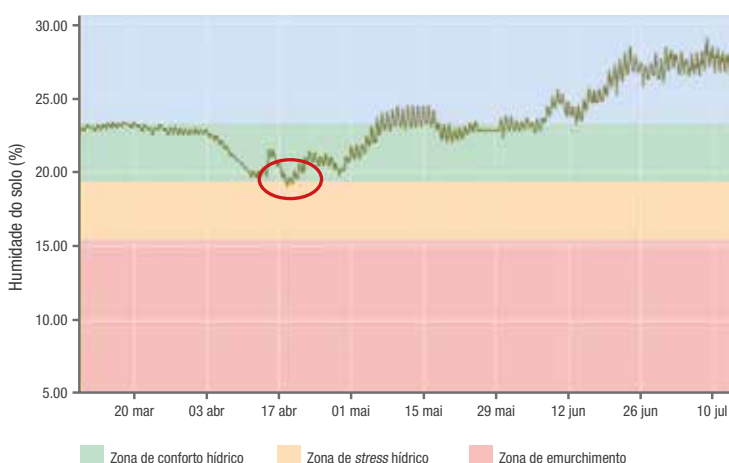 Humidade do solo (%)
30.00
25.00
20.00
15.00
10.00
5.00
20 mar 03 abr 17 abr 01 mai 15 mai 29 mai 12 jun 26 jun 10 jul
Zona de conforto hídrico Zona de stress hídrico Zona de emurchimento